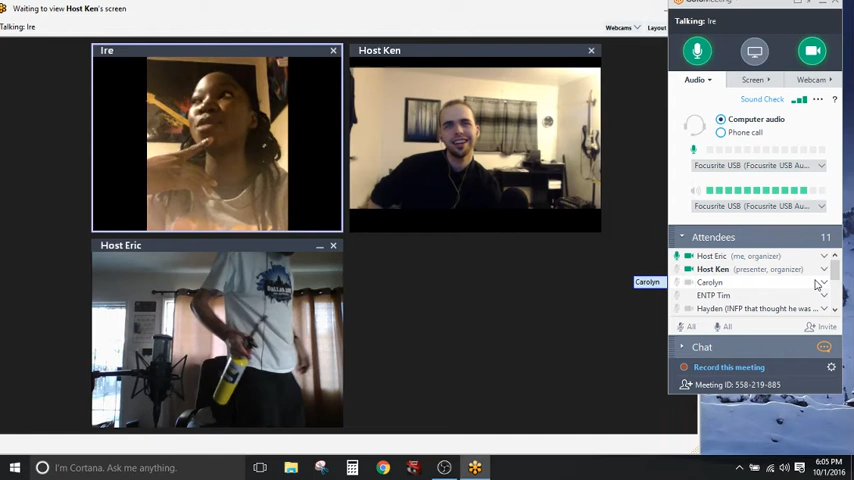 Waiting to view Host Ken's screen
Talking: Ire
Webcams
Layout
Ire
Host Ken
Host Eric
Talking: Ire
Audio
Screen
Webcam
Sound Check
?
Computer audio
Phone call
Focusrite USB (Focusrite USB Au...
Focusrite USB (Focusrite USB Au...
Attendees 11
Host Eric (me, organizer)
Host Ken (presenter, organizer)
Carolyn
Carolyn
ENTP Tim
Hayden (INFP that thought he was ...
All
All
Invite
Chat
Record this meeting
Meeting ID: 558-219-885
I'm Cortana. Ask me anything.
6:05 PM
10/1/2016